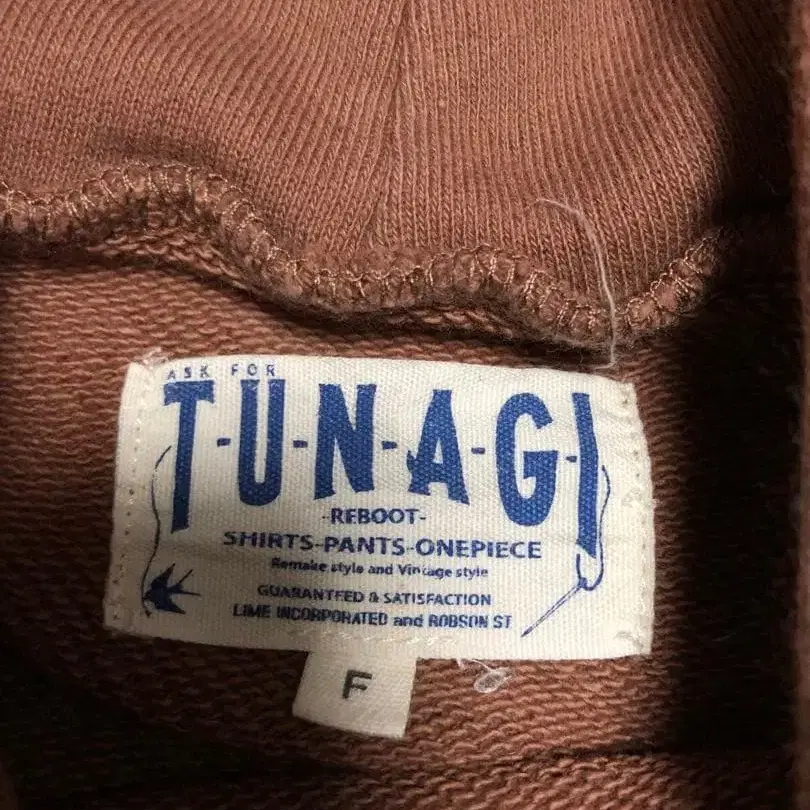 ASK FOR
T-U-N-A-G-I
-REBOOT-
SHIRTS-PANTS-ONEPIECE
Remake style and Vintage style
GUARANTEED & SATISFACTION
LIME INCORPORATED and ROBSON ST
F